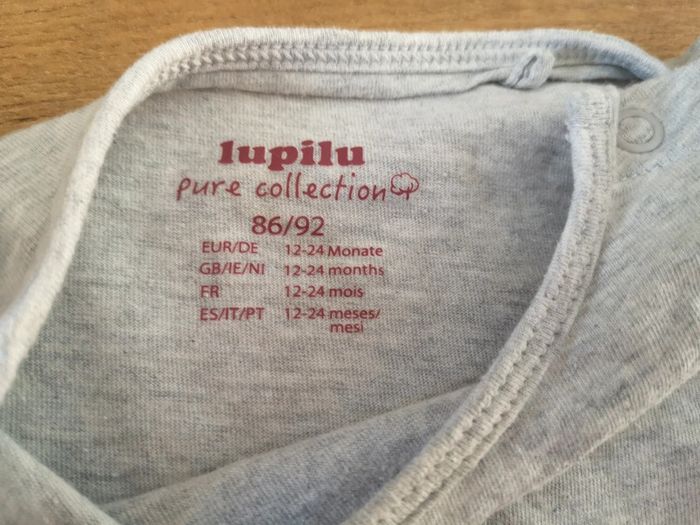 lupilu
pure collection
86/92
EUR/DE 12-24 Monate
GB/IE/NI 12-24 months
FR 12-24 mois
ES/IT/PT 12-24 meses/
mesi